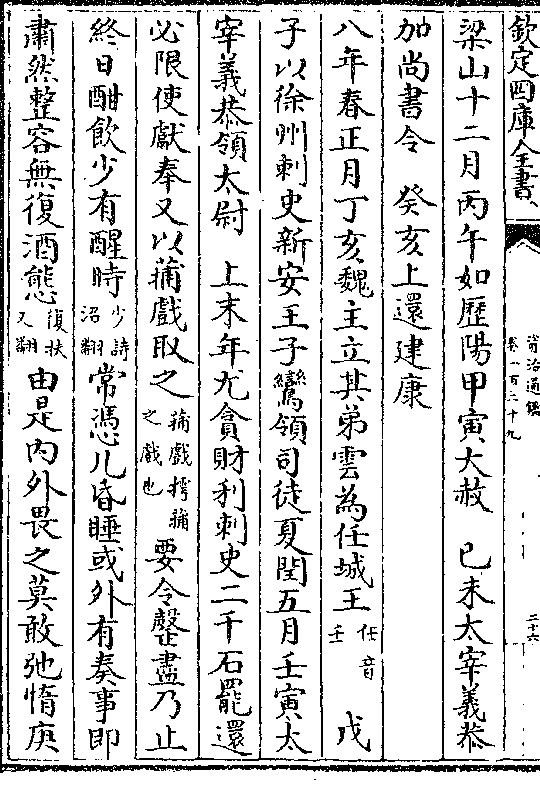 欽定四庫全書
資治通鑑
卷一百二十九
二十六
梁山十二月丙午如歴陽甲寅大赦　已未太宰義恭
加尚書令　癸亥上還建康
八年春正月丁亥魏主立其弟雲為任城王任音壬　戊
子以徐州刺史新安王子鸞領司徒夏閏五月壬寅太
宰義恭領太尉　上末年尤貪財利刺史二千石罷還
必限使獻奉又以蒱戲取之蒱戲摴蒱之戲也要令罄盡乃止
終日酣飲少有醒時少詩沼翻常憑几昏睡或外有奏事即
肅然整容無復酒態復扶又翻由是内外畏之莫敢弛惰庚